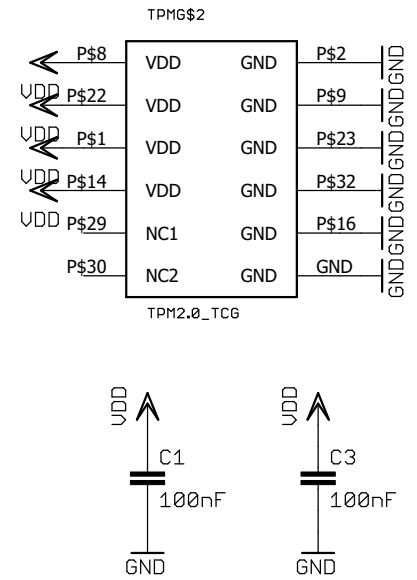 TPMG$2
P$8 VDD GND P$2 GND
VDD P$22 VDD GND P$9 GND
VDD P$1 VDD GND P$23 GND
VDD P$14 VDD GND P$32 GND
VDD P$29 NC1 GND P$16 GND
P$30 NC2 GND GND GND
TPM2.0_TCG
VDD VDD
C1 C3
100nF 100nF
GND GND